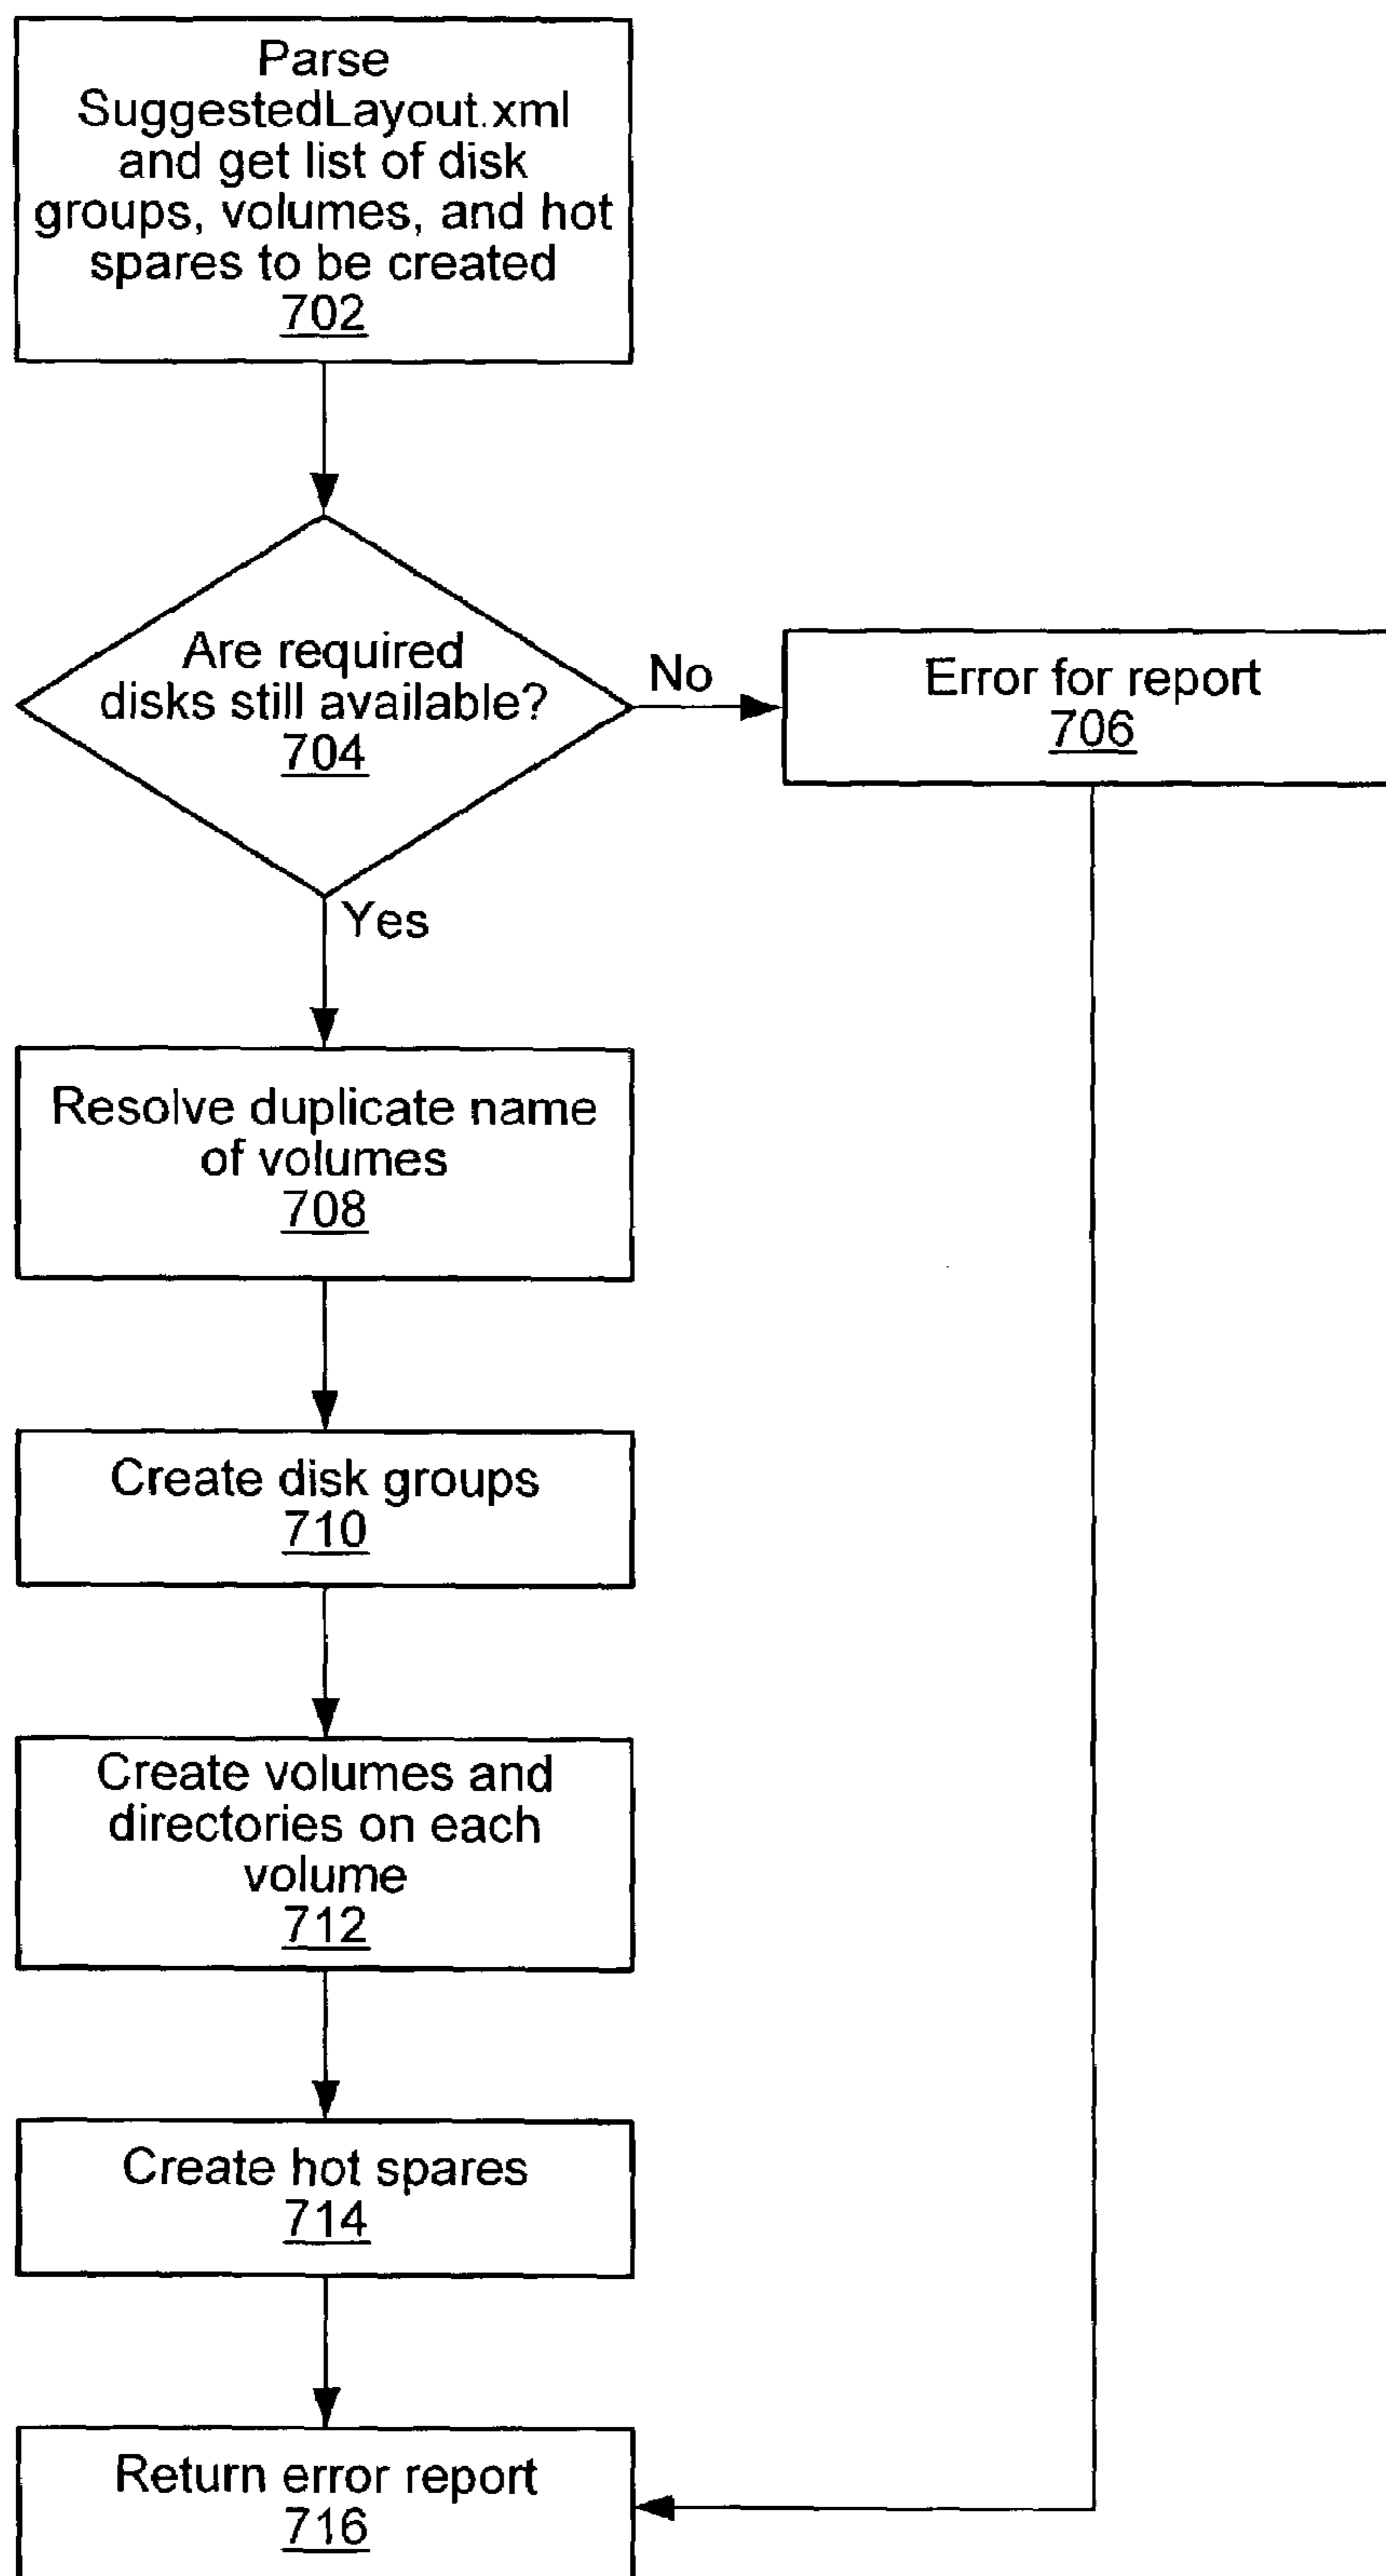 Parse
SuggestedLayout.xml
and get list of disk
groups, volumes, and hot
spares to be created
702
Are required
disks still available?
704
No
Error for report
706
Yes
Resolve duplicate name
of volumes
708
Create disk groups
710
Create volumes and
directories on each
volume
712
Create hot spares
714
Return error report
716